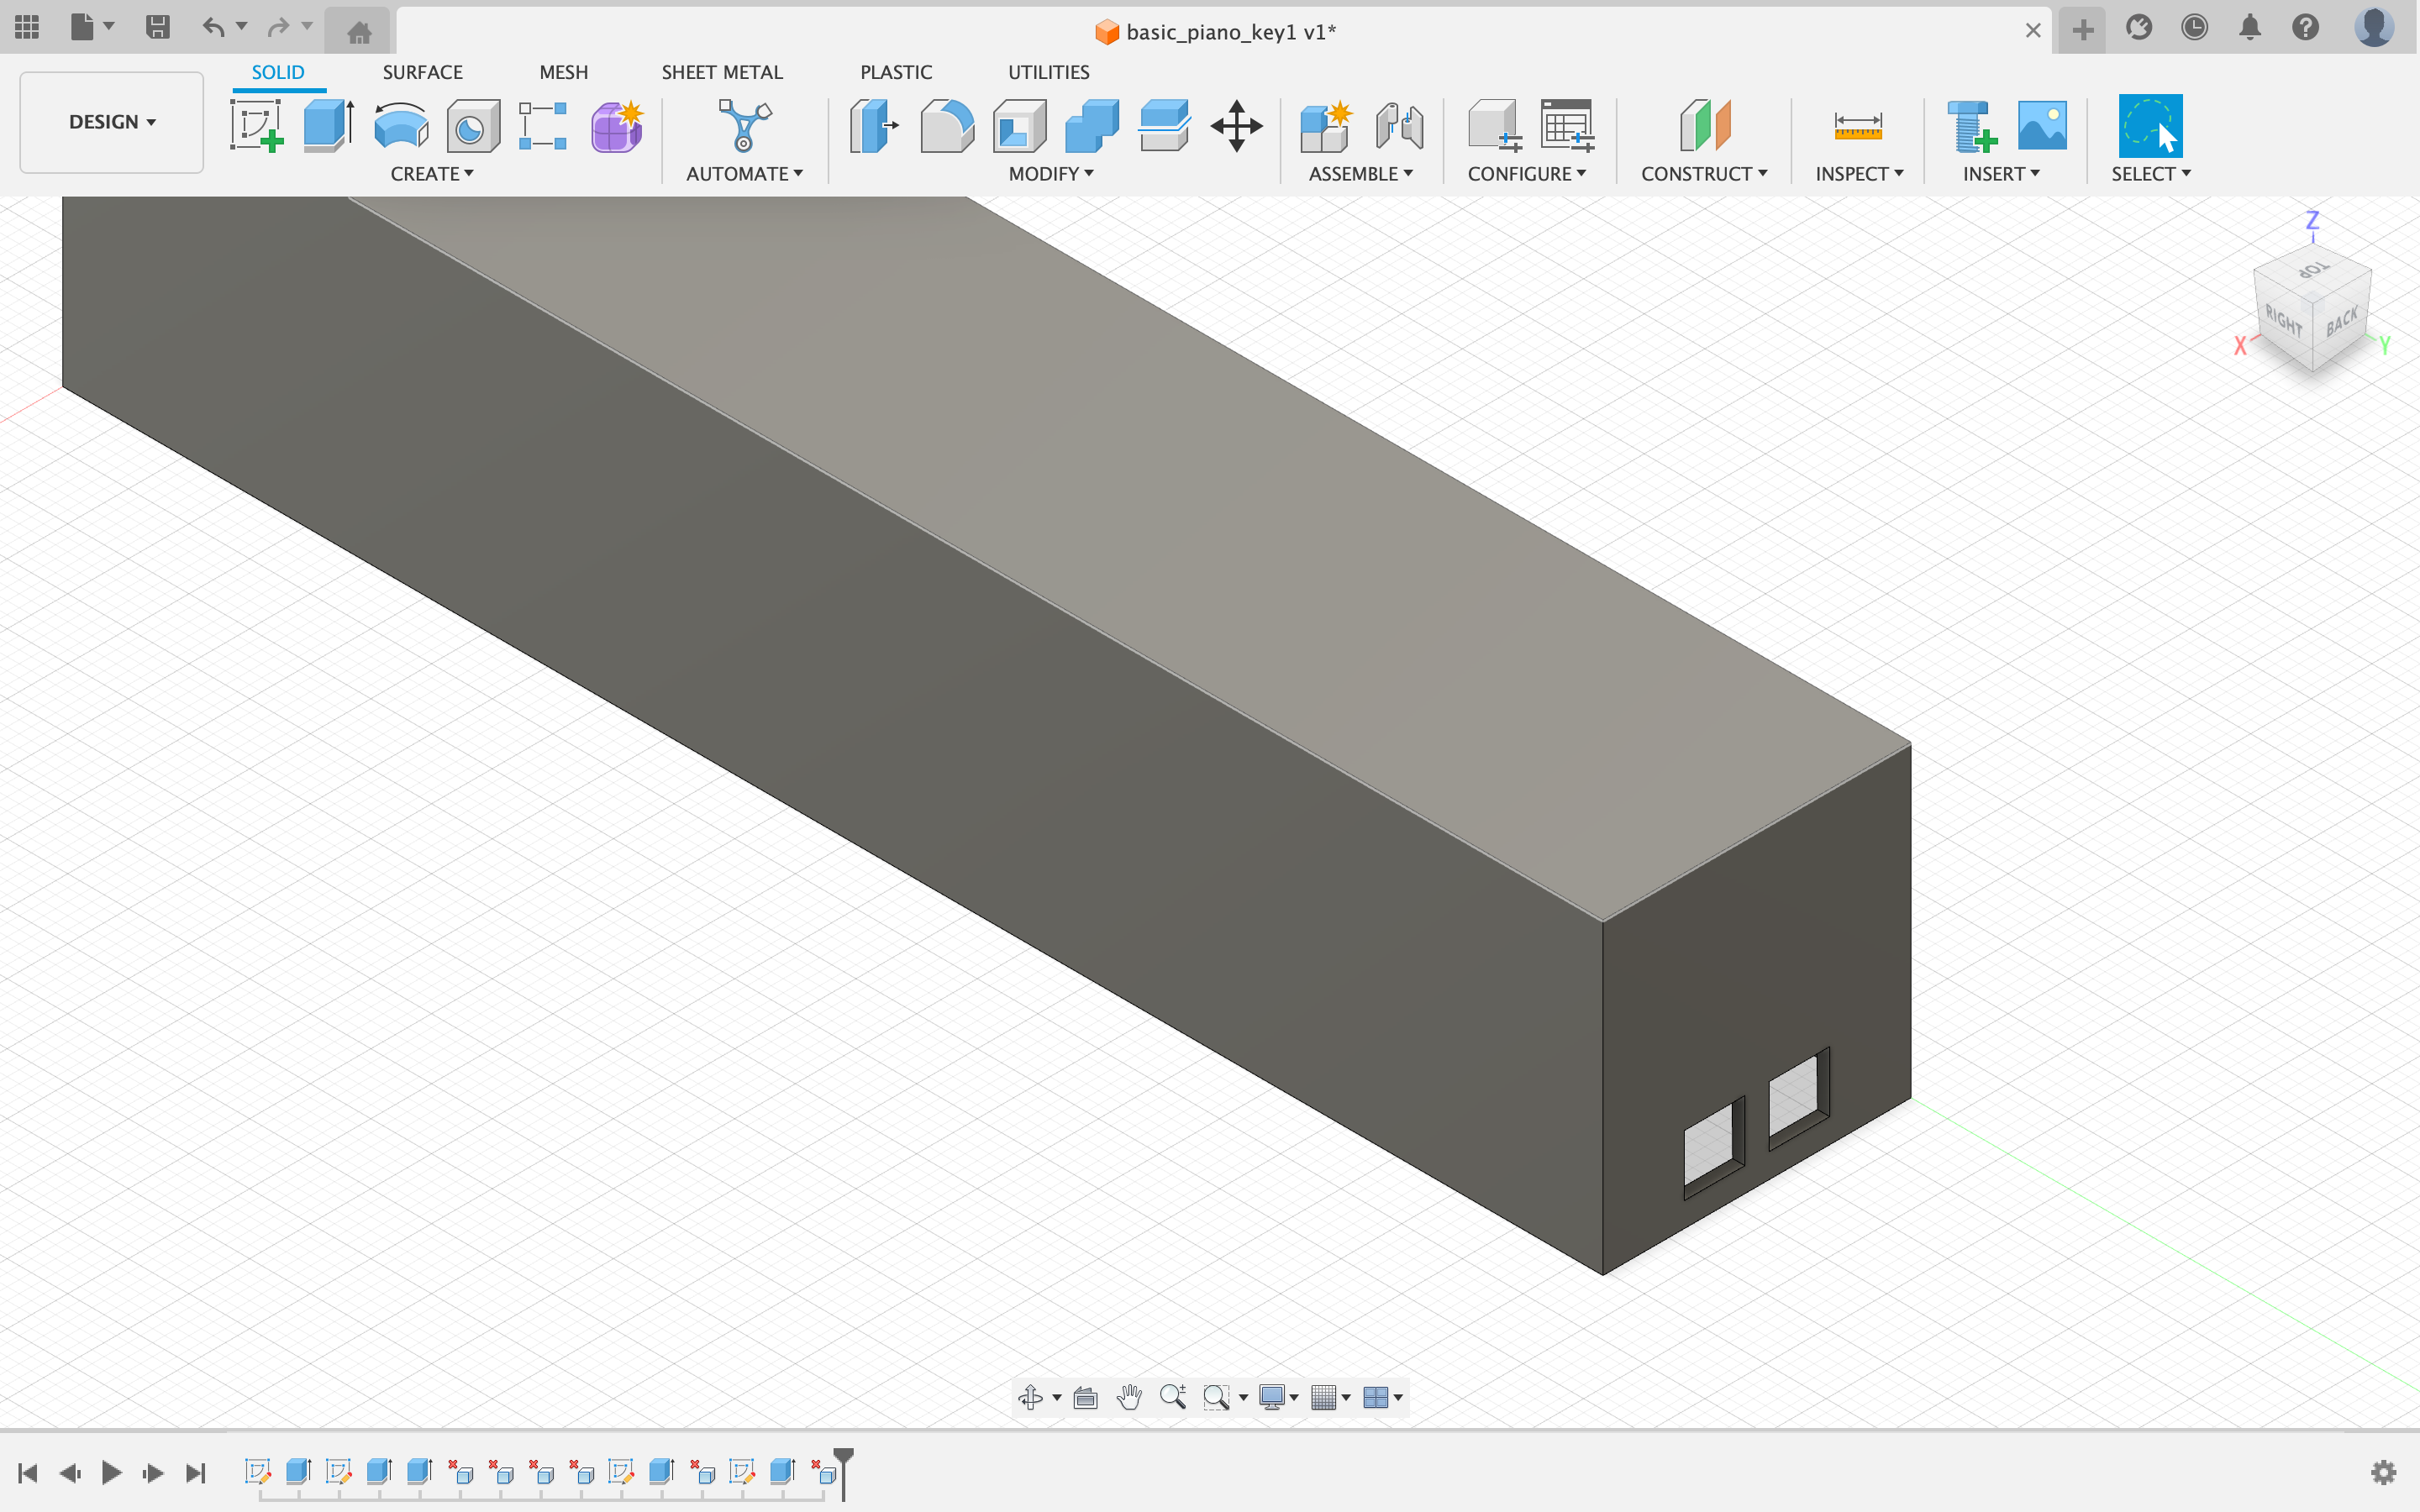 basic_piano_key1 v1*
SOLID SURFACE MESH SHEET METAL PLASTIC UTILITIES
DESIGN
CREATE AUTOMATE MODIFY ASSEMBLE CONFIGURE CONSTRUCT INSPECT INSERT SELECT
Z
TOP
RIGHT BACK
X Y